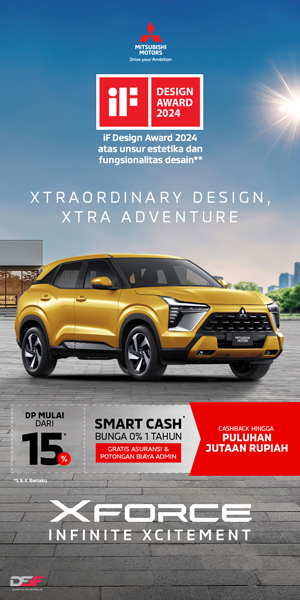 MITSUBISHI
MOTORS
Drive your Ambition
iF
DESIGN
AWARD
2024
iF Design Award 2024
atas unsur estetika dan
fungsionalitas desain**
XTRAORDINARY DESIGN,
XTRA ADVENTURE
DP MULAI
DARI
15%*
*S & K Berlaku
SMART CASH*
BUNGA 0% 1 TAHUN
GRATIS ASURANSI &
POTONGAN BIAYA ADMIN
CASHBACK HINGGA
PULUHAN
JUTAAN RUPIAH
XFORCE
INFINITE XCITEMENT